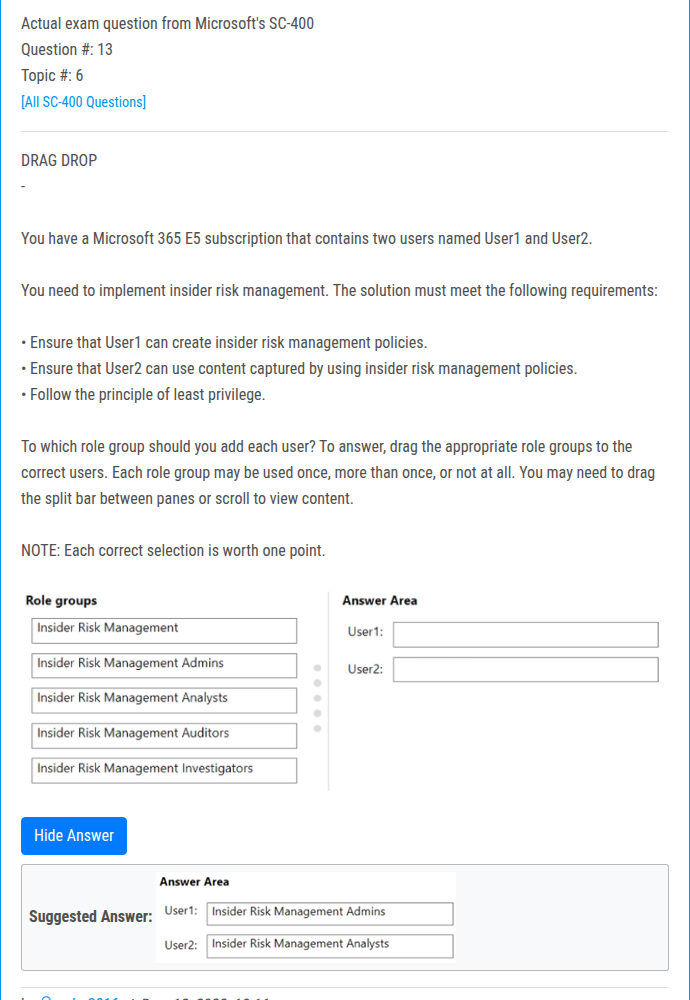 Actual exam question from Microsoft's SC-400
Question #: 13
Topic #: 6
[All SC-400 Questions]
DRAG DROP
-
You have a Microsoft 365 E5 subscription that contains two users named User1 and User2.
You need to implement insider risk management. The solution must meet the following requirements:
• Ensure that User1 can create insider risk management policies.
• Ensure that User2 can use content captured by using insider risk management policies.
• Follow the principle of least privilege.
To which role group should you add each user? To answer, drag the appropriate role groups to the
correct users. Each role group may be used once, more than once, or not at all. You may need to drag
the split bar between panes or scroll to view content.
NOTE: Each correct selection is worth one point.
Role groups
Insider Risk Management
Insider Risk Management Admins
Insider Risk Management Analysts
Insider Risk Management Auditors
Insider Risk Management Investigators
Answer Area
User1:
User2:
Hide Answer
Suggested Answer:
Answer Area
User1: Insider Risk Management Admins
User2: Insider Risk Management Analysts